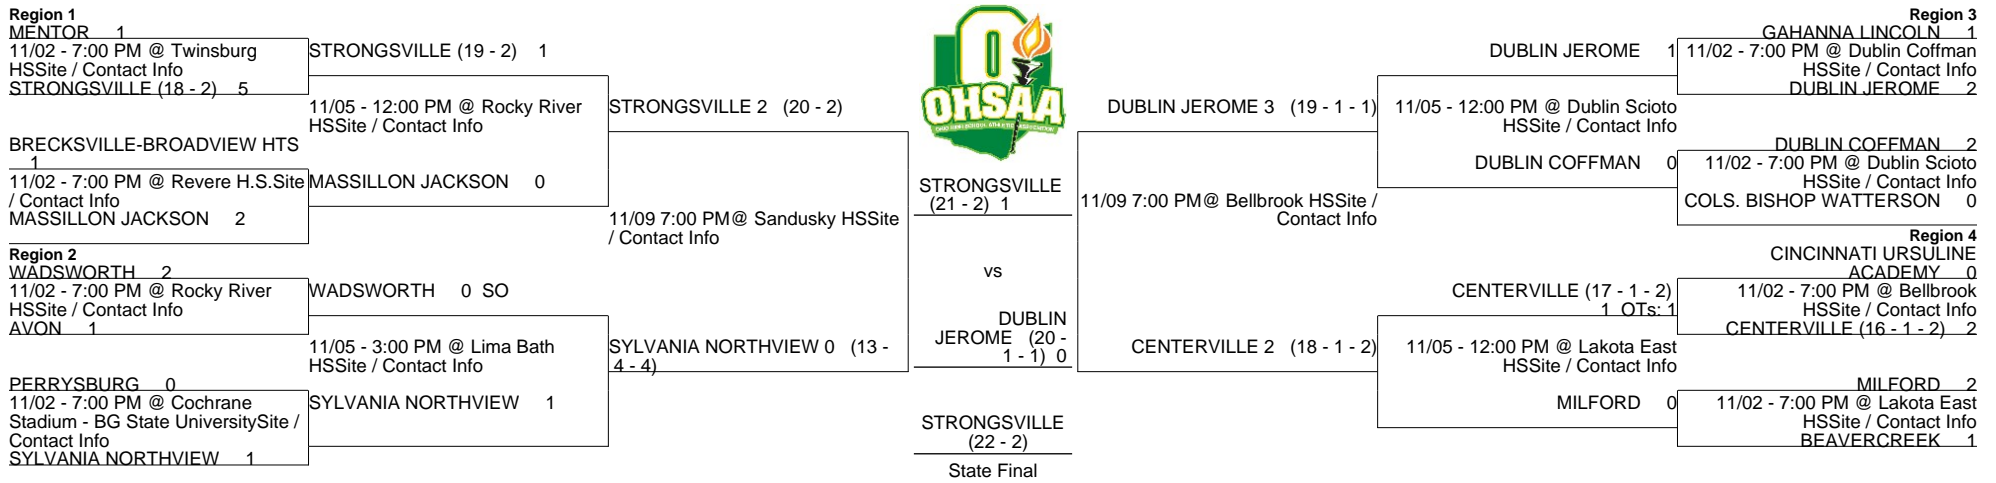 Region 1
MENTOR 1
11/02 - 7:00 PM @ Twinsburg
HSSite / Contact Info
STRONGSVILLE (18 - 2) 5
BRECKSVILLE-BROADVIEW HTS
1
11/02 - 7:00 PM @ Revere H.S.Site
/ Contact Info
MASSILLON JACKSON 2
Region 2
WADSWORTH 2
11/02 - 7:00 PM @ Rocky River
HSSite / Contact Info
AVON 1
PERRYSBURG 0
11/02 - 7:00 PM @ Cochrane
Stadium - BG State UniversitySite /
Contact Info
SYLVANIA NORTHVIEW 1
STRONGSVILLE (19 - 2) 1
11/05 - 12:00 PM @ Rocky River
HSSite / Contact Info
MASSILLON JACKSON 0
WADSWORTH 0 SO
11/05 - 3:00 PM @ Lima Bath
HSSite / Contact Info
SYLVANIA NORTHVIEW 1
STRONGSVILLE 2 (20 - 2)
11/09 7:00 PM@ Sandusky HSSite
/ Contact Info
SYLVANIA NORTHVIEW 0 (13 -
4 - 4)
OHSAA
STRONGSVILLE
(21 - 2) 1
vs
DUBLIN
JEROME (20 -
1 - 1) 0
STRONGSVILLE
(22 - 2)
State Final
DUBLIN JEROME 3 (19 - 1 - 1)
11/09 7:00 PM@ Bellbrook HSSite /
Contact Info
CENTERVILLE 2 (18 - 1 - 2)
DUBLIN JEROME 1
11/05 - 12:00 PM @ Dublin Scioto
HSSite / Contact Info
DUBLIN COFFMAN 0
CENTERVILLE (17 - 1 - 2)
1 OTs: 1
11/05 - 12:00 PM @ Lakota East
HSSite / Contact Info
MILFORD 0
Region 3
GAHANNA LINCOLN 1
11/02 - 7:00 PM @ Dublin Coffman
HSSite / Contact Info
DUBLIN JEROME 2
DUBLIN COFFMAN 2
11/02 - 7:00 PM @ Dublin Scioto
HSSite / Contact Info
COLS. BISHOP WATTERSON 0
Region 4
CINCINNATI URSULINE
ACADEMY 0
11/02 - 7:00 PM @ Bellbrook
HSSite / Contact Info
CENTERVILLE (16 - 1 - 2) 2
MILFORD 2
11/02 - 7:00 PM @ Lakota East
HSSite / Contact Info
BEAVERCREEK 1